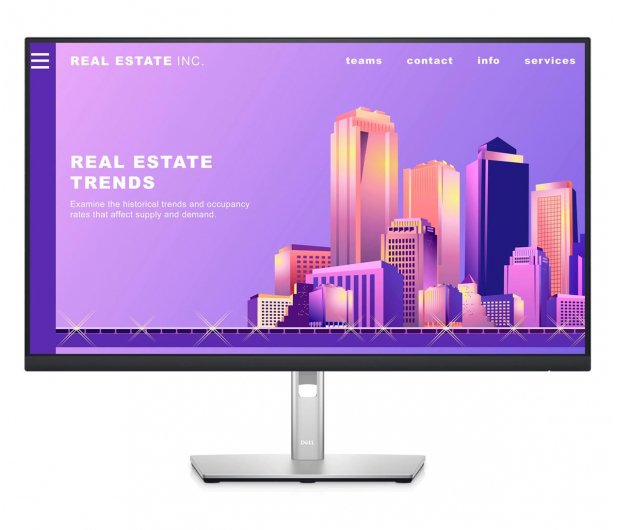 REAL ESTATE INC.
teams contact info services
REAL ESTATE
TRENDS
Examine the historical trends and occupancy
rates that affect supply and demand.
DELL